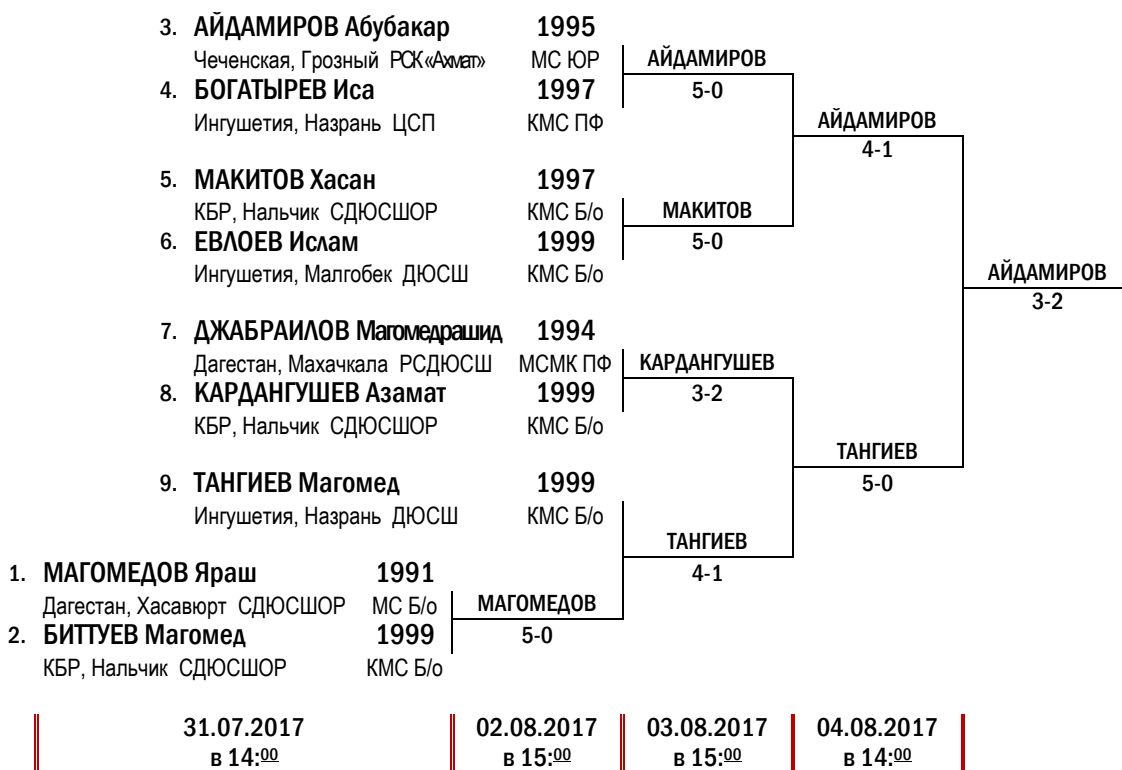 3. АЙДАМИРОВ Абубакар 1995
Чеченская, Грозный РСК «Ахмат» МС ЮР АЙДАМИРОВ
4. БОГАТЫРЕВ Иса 1997 5-0
Ингушетия, Назрань ЦСП КМС ПФ АЙДАМИРОВ
4-1
5. МАКИТОВ Хасан 1997
КБР, Нальчик СДЮСШОР КМС Б/о МАКИТОВ
6. ЕВЛОЕВ Ислам 1999 5-0
Ингушетия, Малгобек ДЮСШ КМС Б/о АЙДАМИРОВ
3-2
7. ДЖАБРАИЛОВ Магомедрашид 1994
Дагестан, Махачкала РСДЮСШ МСМК ПФ КАРДАНГУШЕВ
8. КАРДАНГУШЕВ Азамат 1999 3-2
КБР, Нальчик СДЮСШОР КМС Б/о
ТАНГИЕВ
9. ТАНГИЕВ Магомед 1999 5-0
Ингушетия, Назрань ДЮСШ КМС Б/о
ТАНГИЕВ
1. МАГОМЕДОВ Яраш 1991 4-1
Дагестан, Хасавюрт СДЮСШОР МС Б/о МАГОМЕДОВ
2. БИТТУЕВ Магомед 1999 5-0
КБР, Нальчик СДЮСШОР КМС Б/о
31.07.2017 02.08.2017 03.08.2017 04.08.2017
в 14:00 в 15:00 в 15:00 в 14:00